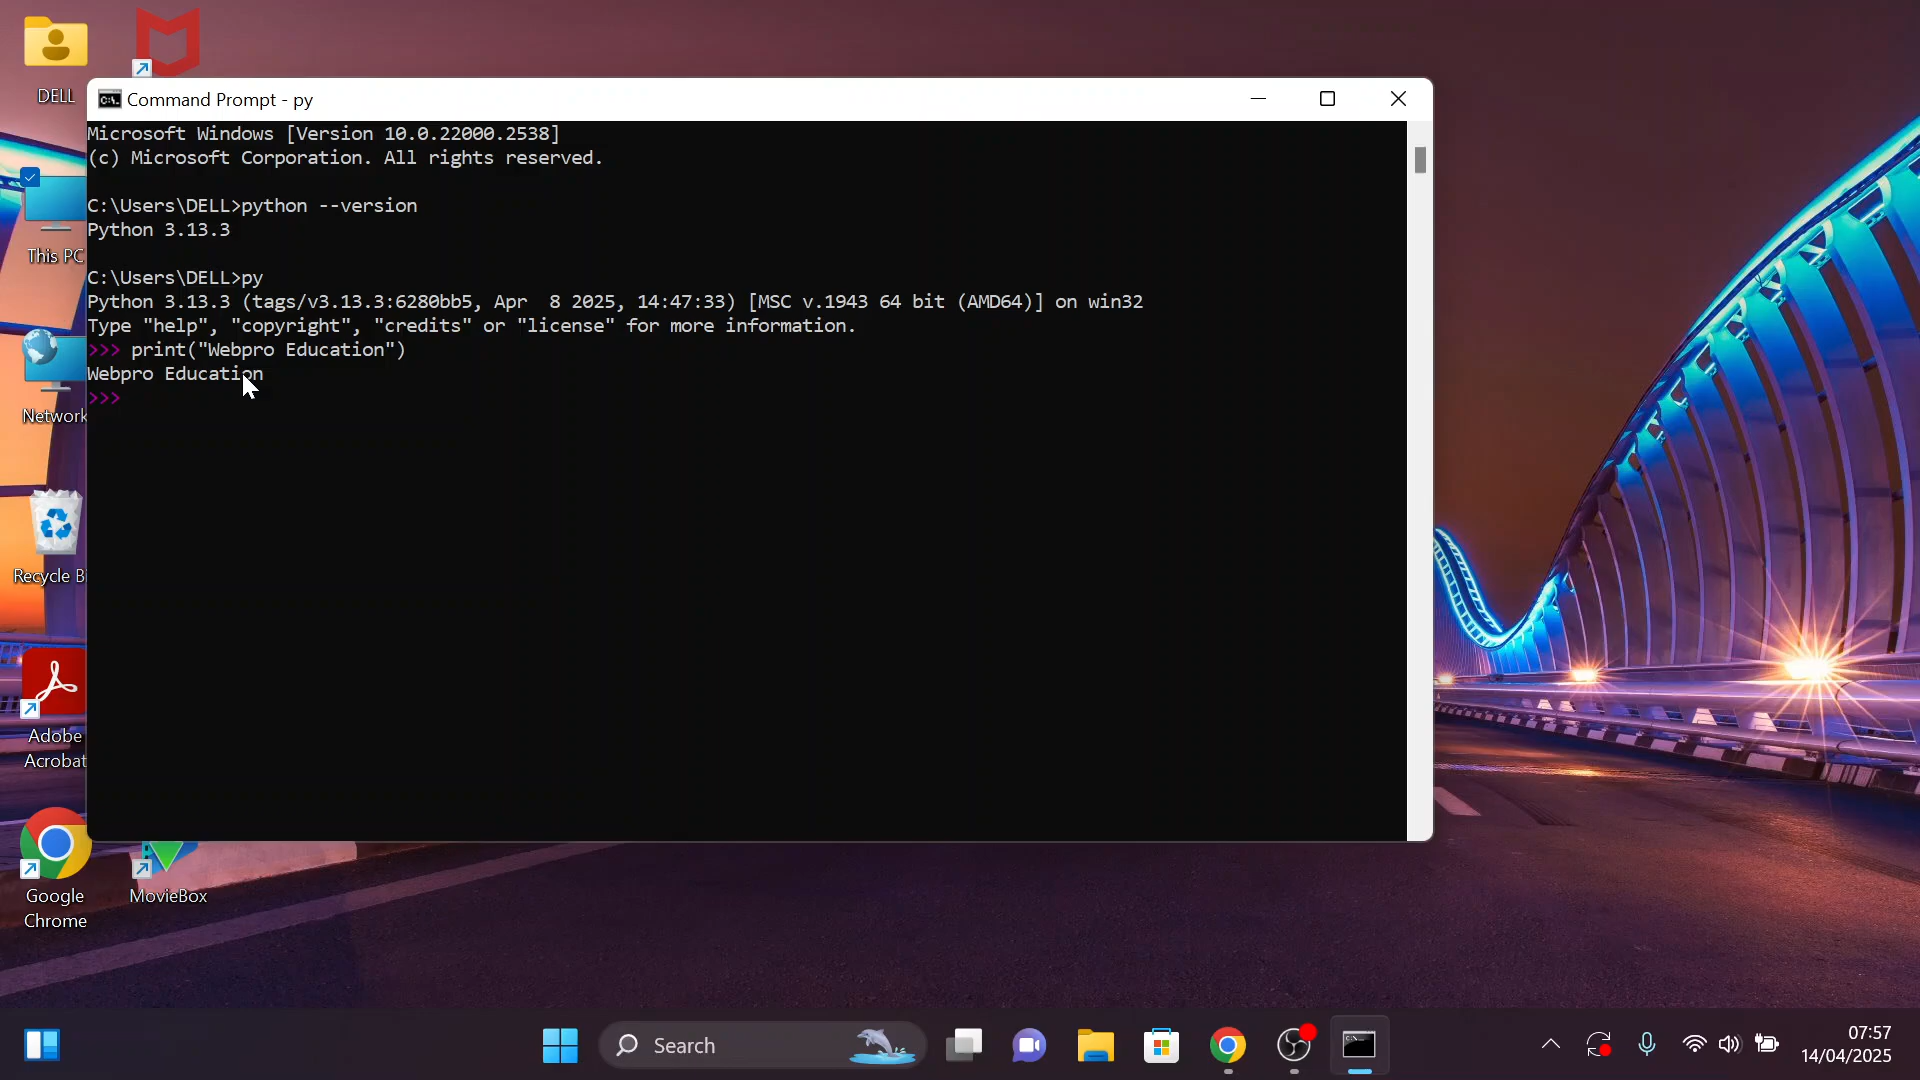 DELL
Command Prompt - py
Microsoft Windows [Version 10.0.22000.2538]
(c) Microsoft Corporation. All rights reserved.
C:\Users\DELL>python --version
Python 3.13.3
C:\Users\DELL>py
Python 3.13.3 (tags/v3.13.3:6280bb5, Apr  8 2025, 14:47:33) [MSC v.1943 64 bit (AMD64)] on win32
Type "help", "copyright", "credits" or "license" for more information.
>>> print("Webpro Education")
Webpro Education
>>>
This PC
Network
Recycle Bi
Adobe
Acrobat
Google
Chrome
MovieBox
Search
07:57
14/04/2025